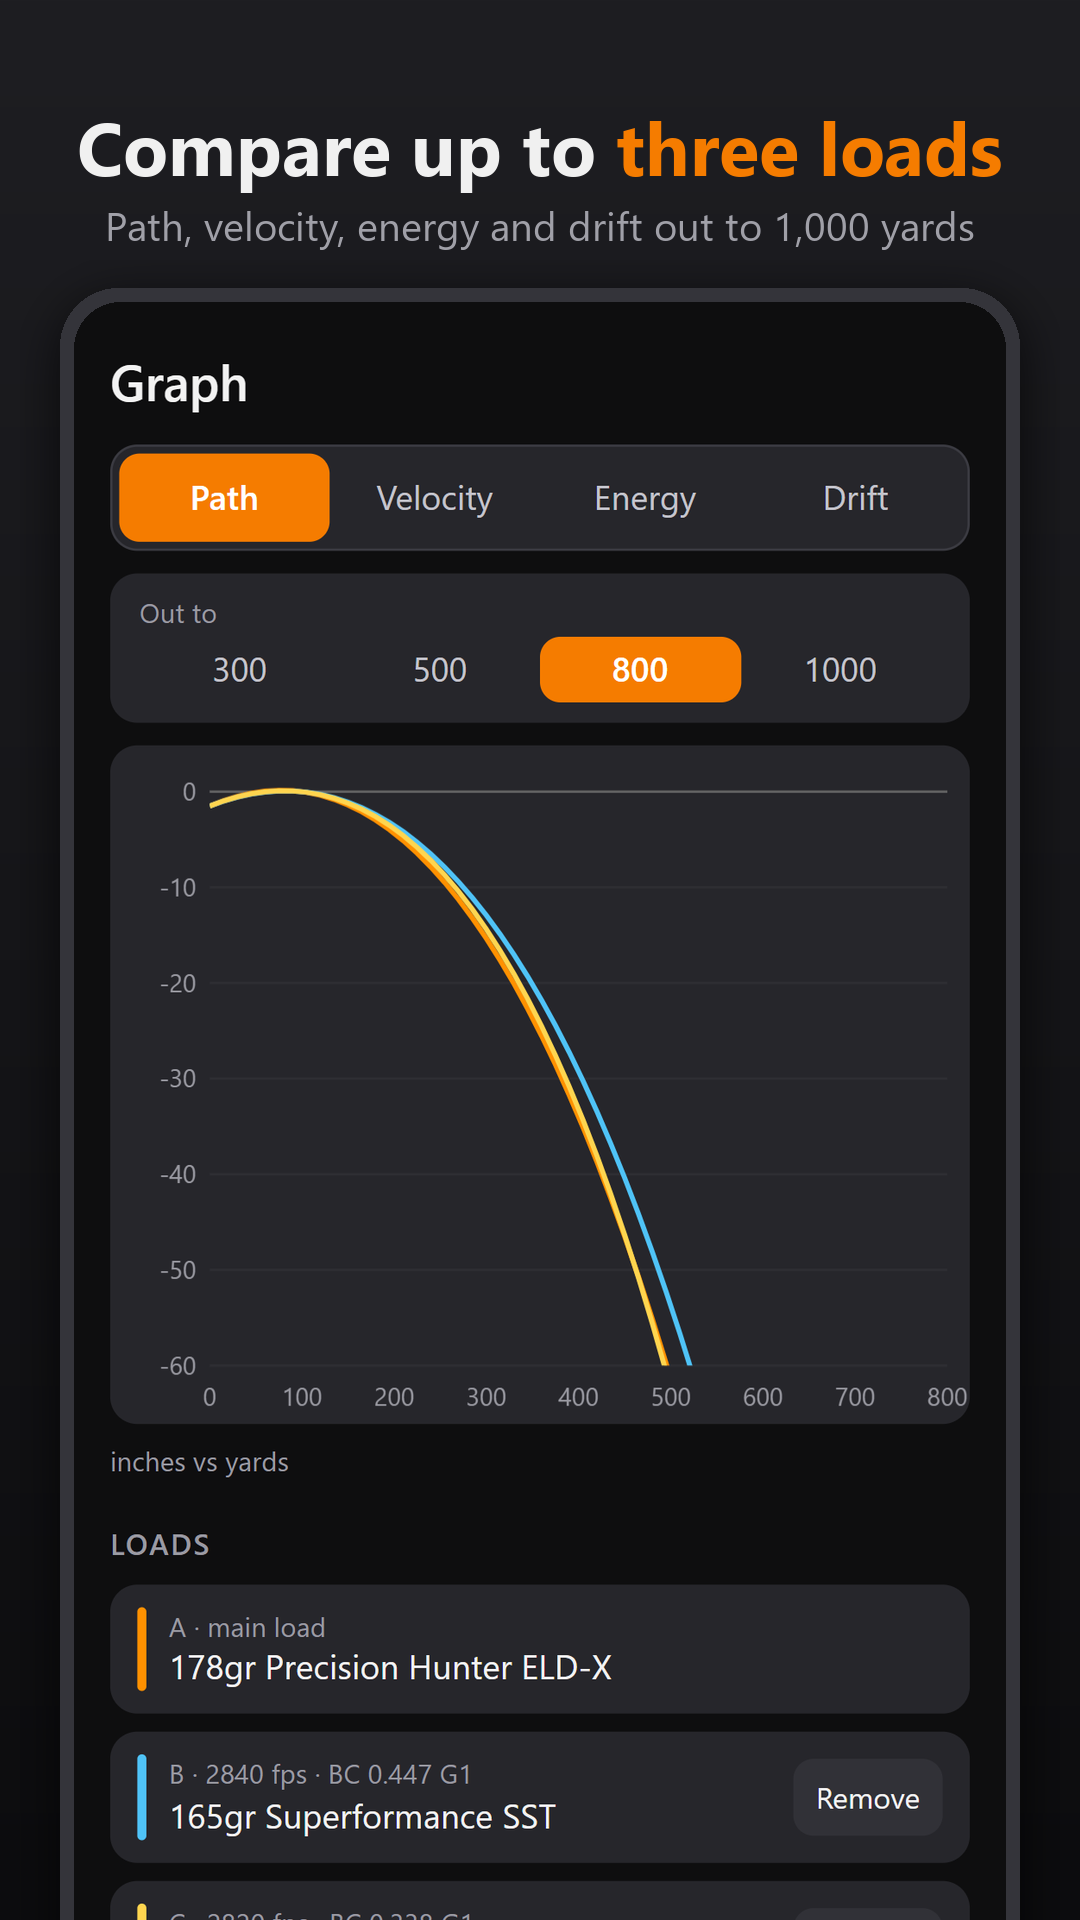 Compare up to three loads
Path, velocity, energy and drift out to 1,000 yards
Graph
Path Velocity Energy Drift
Out to
300 500 800 1000
0
-10
-20
-30
-40
-50
-60
0 100 200 300 400 500 600 700 800
inches vs yards
LOADS
A · main load
178gr Precision Hunter ELD-X
B · 2840 fps · BC 0.447 G1
165gr Superformance SST
Remove